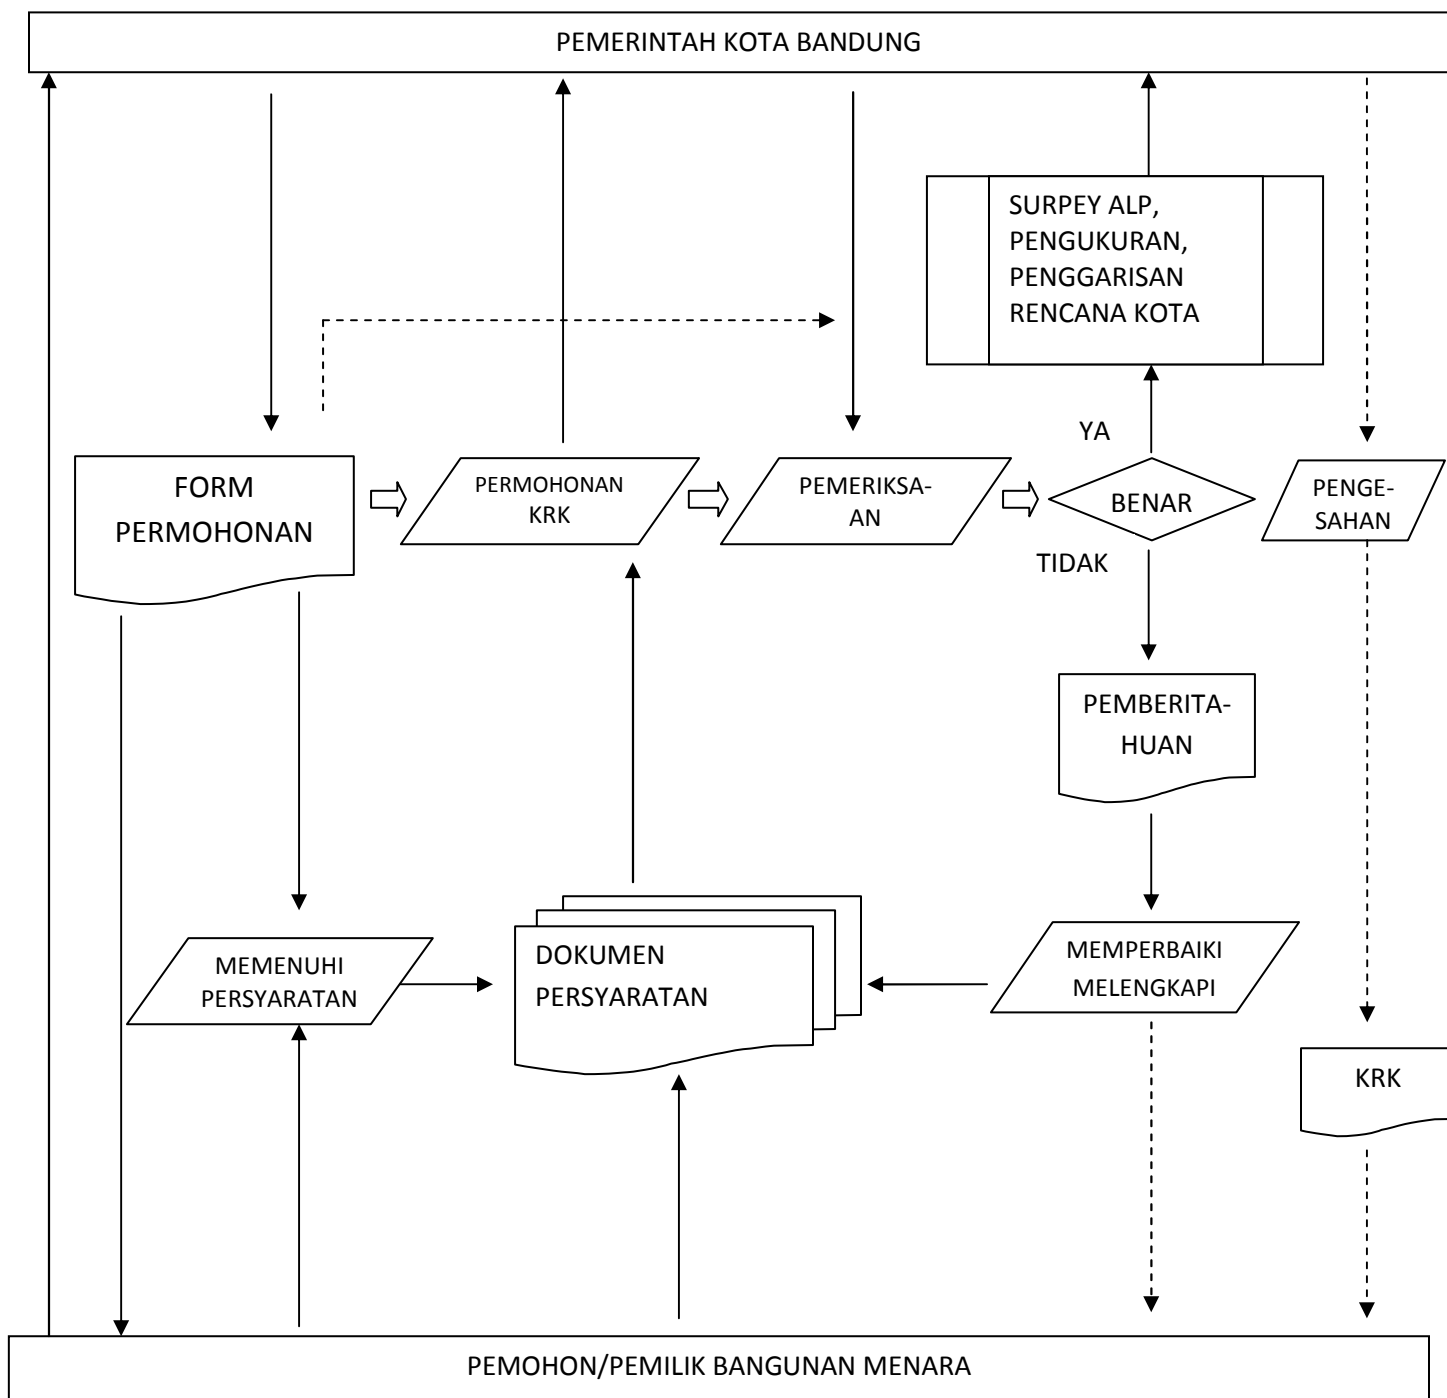 PEMERINTAH KOTA BANDUNG
SURPEY ALP,
PENGUKURAN,
PENGGARISAN
RENCANA KOTA
YA
FORM
PERMOHONAN
PERMOHONAN
KRK
PEMERIKSA-
AN
BENAR
PENGE-
SAHAN
TIDAK
PEMBERITA-
HUAN
MEMENUHI
PERSYARATAN
DOKUMEN
PERSYARATAN
MEMPERBAIKI
MELENGKAPI
KRK
PEMOHON/PEMILIK BANGUNAN MENARA